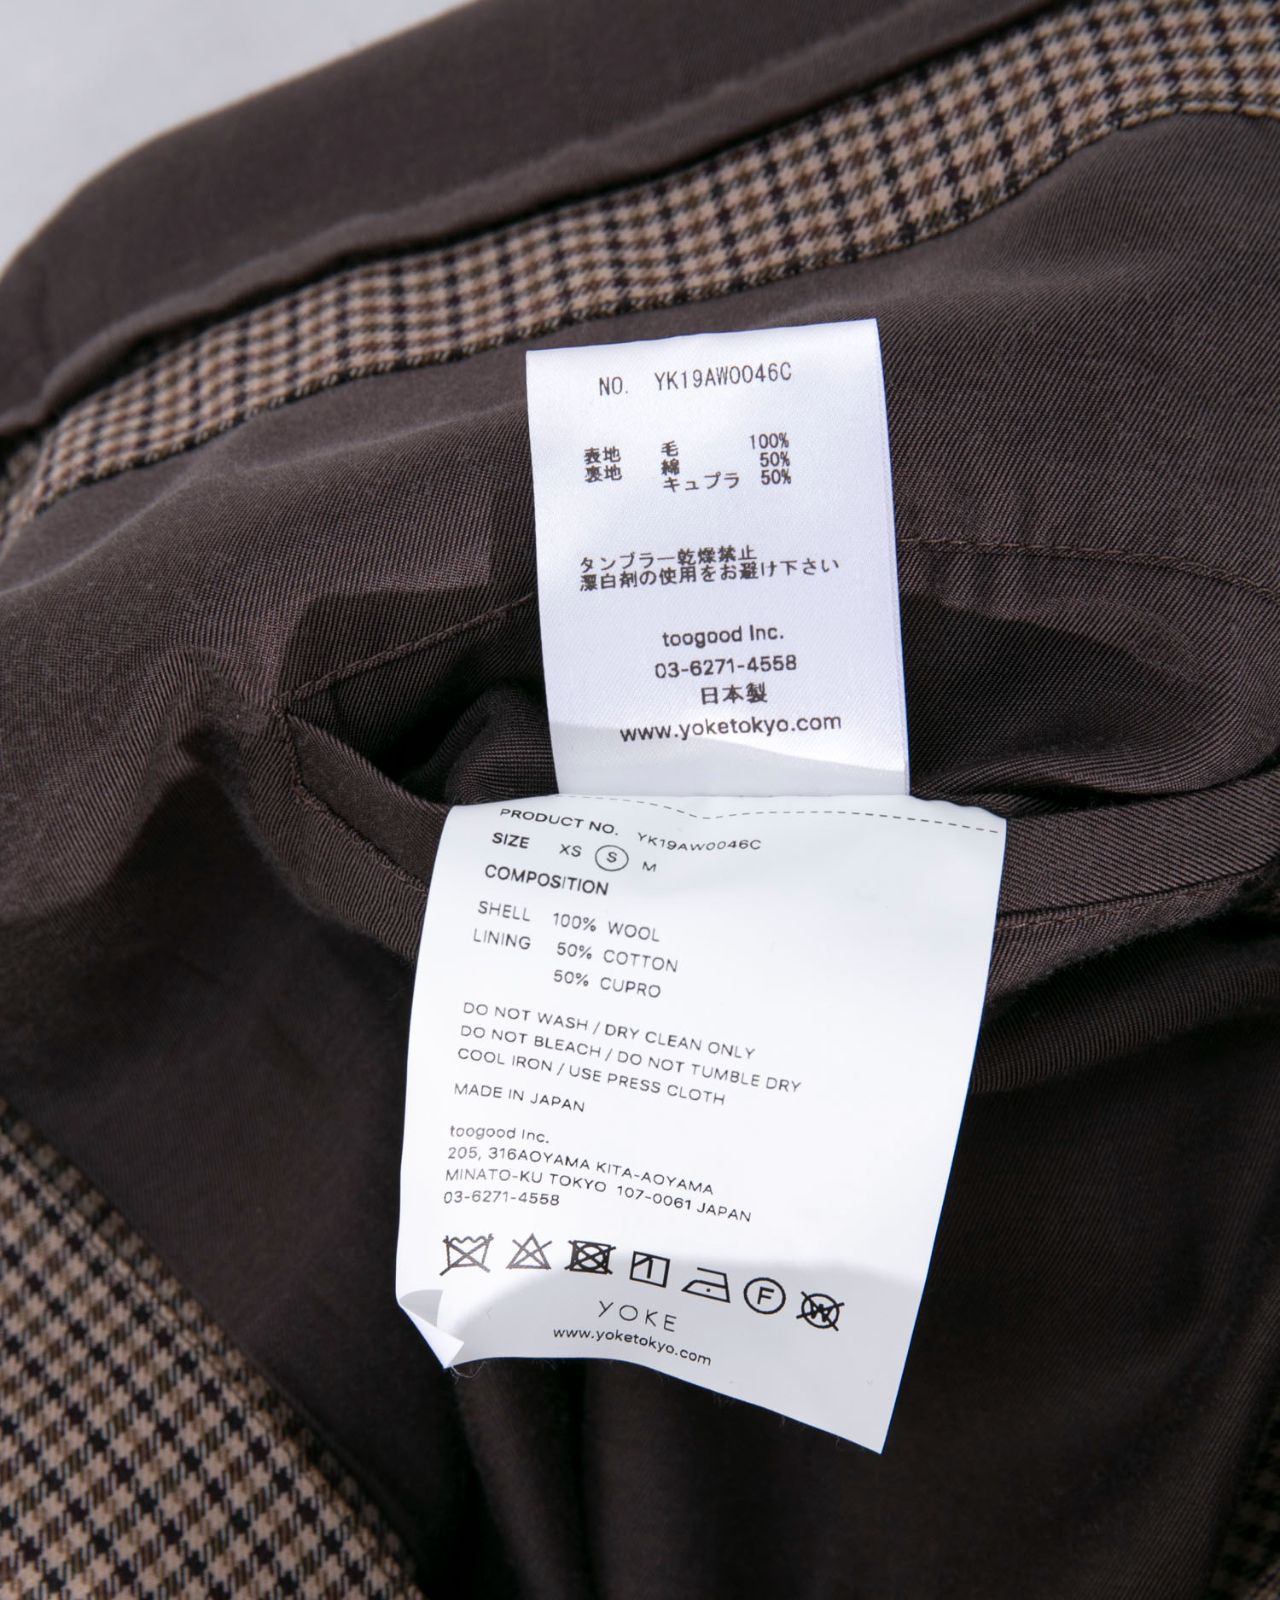 NO. YK19AW0046C
表地 毛 100%
裏地 綿 50%
キュプラ 50%
タンブラー乾燥禁止
漂白剤の使用をお避け下さい
toogood Inc.
03-6271-4558
日本製
www.yoketokyo.com
PRODUCT NO. YK19AW0046C
SIZE XS S M
COMPOSITION
SHELL 100% WOOL
LINING 50% COTTON
50% CUPRO
DO NOT WASH / DRY CLEAN ONLY
DO NOT BLEACH / DO NOT TUMBLE DRY
COOL IRON / USE PRESS CLOTH
MADE IN JAPAN
toogood Inc.
205, 316AOYAMA KITA-AOYAMA
MINATO-KU TOKYO 107-0061 JAPAN
03-6271-4558
F W
YOKE
www.yoketokyo.com